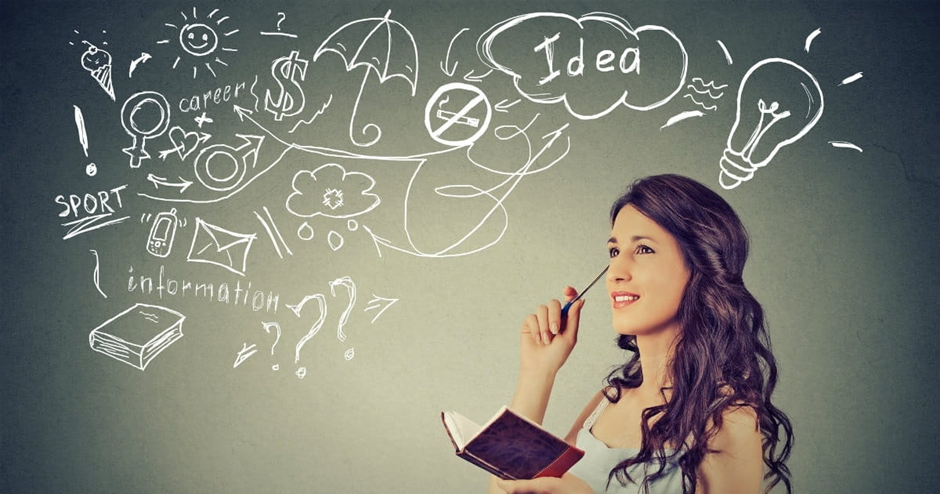 ?
Idea
career
$
!
SPORT
information
???